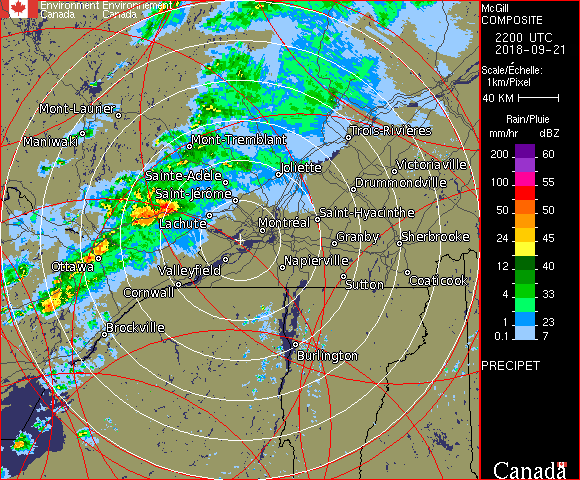 Environment Environnement
Canada Canada
McGill
COMPOSITE
2200 UTC
2018-09-21
Scale/Échelle:
1km/Pixel
40 KM
Rain/Pluie
mm/hr dBZ
200 60
100 55
50 50
24 45
12 40
4 33
1 23
0.1 7
PRECIPET
Canada
Mont-Laurier
Maniwaki
Mont-Tremblant
Trois-Rivières
Joliette
Victoriaville
Sainte-Adèle
Drummondville
Saint-Jérôme
Saint-Hyacinthe
Lachute
Montréal
Granby
Sherbrooke
Ottawa
Valleyfield
Napierville
Cornwall
Sutton
Coaticook
Brockville
Burlington